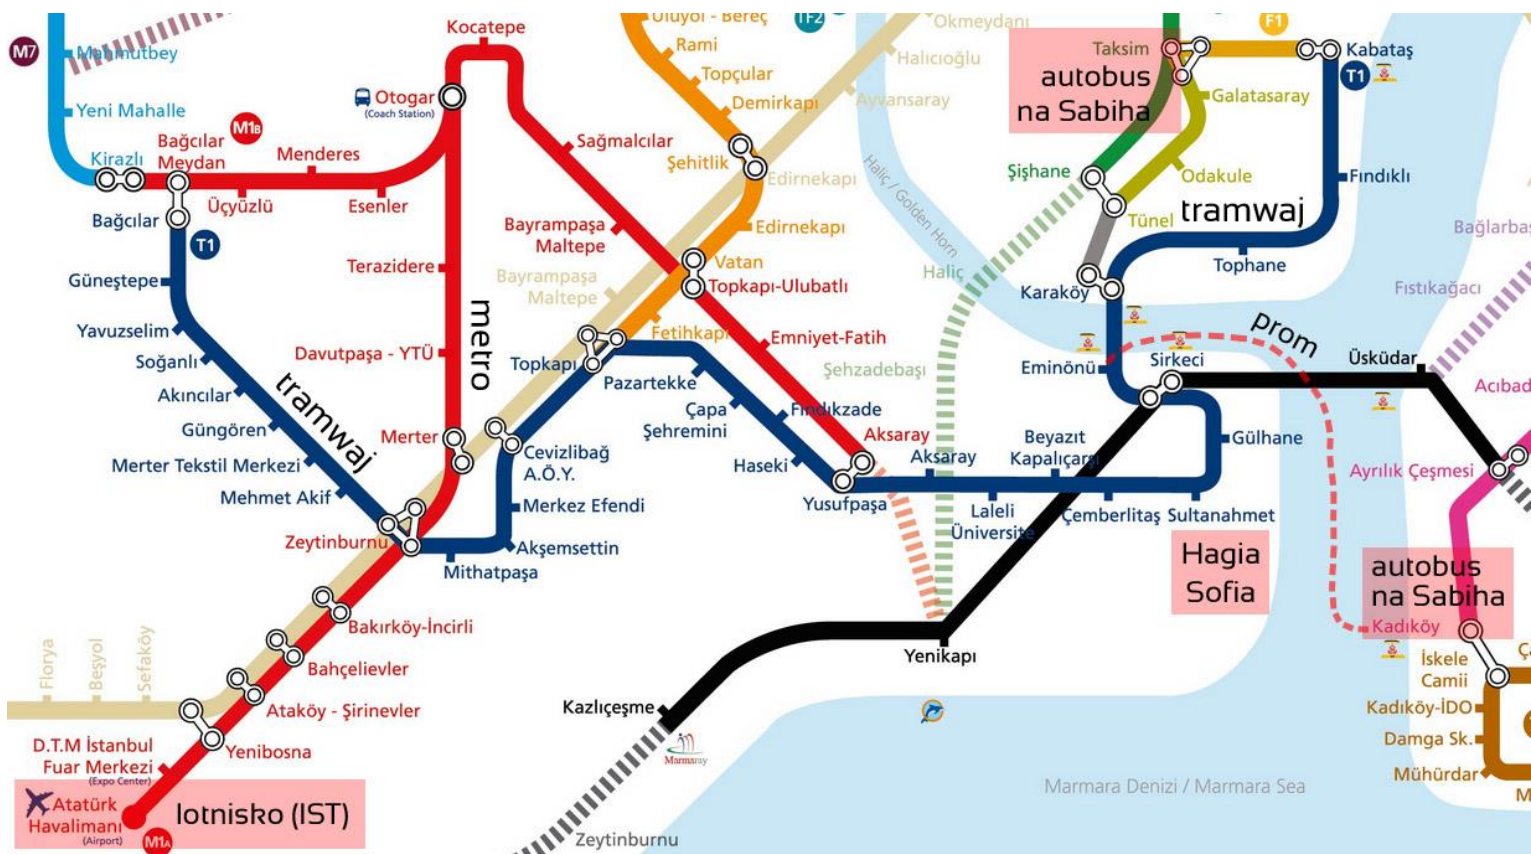 M7
Mahmutbey
Yeni Mahalle
Kirazlı
Bağcılar
Meydan
M1B
Menderes
Üçyüzlü
Esenler
Otogar
(Coach Station)
Kocatepe
Sağmalcılar
Bayrampaşa
Maltepe
Bağcılar
T1
Güneştepe
Yavuzselim
Soğanlı
Akıncılar
Güngören
Merter Tekstil Merkezi
Mehmet Akif
tramwaj
Terazidere
metro
Davutpaşa - YTÜ
Merter
Zeytinburnu
Mithatpaşa
Akşemsettin
Merkez Efendi
Cevizlibağ
A.Ö.Y.
Topkapı
Bayrampaşa
Maltepe
Bakırköy-İncirli
Bahçelievler
Ataköy - Şirinevler
Yenibosna
Florya
Beşyol
Sefaköy
D.T.M İstanbul
Fuar Merkezi
(Expo Center)
Atatürk
Havalimanı
(Airport)
M1A
lotnisko (IST)
Uluyol - Bereç
Rami
Topçular
Demirkapı
Şehitlik
Edirnekapı
Edirnekapı
Vatan
Topkapı-Ulubatlı
Fetihkapı
Emniyet-Fatih
Pazartekke
Çapa
Şehremini
Fındıkzade
Haseki
Aksaray
Yusufpaşa
Aksaray
Laleli
Üniversite
Beyazıt
Kapalıçarşı
Çemberlitaş
Sultanahmet
Gülhane
Hagia
Sofia
TF2
Okmeydanı
Halıcıoğlu
Ayvansaray
Haliç / Golden Horn
Haliç
Şehzadebaşı
Taksim
autobus
na Sabiha
F1
Kabataş
T1
Galatasaray
Odakule
Şişhane
Tünel
tramwaj
Fındıklı
Tophane
Karaköy
Eminönü
Sirkeci
prom
Üsküdar
Bağlarbaş
Fıstıkağacı
Acıbad
Ayrılık Çeşmesi
autobus
na Sabiha
Kadıköy
İskele
Camii
Kadıköy-İDO
Damga Sk.
Mühürdar
Yenikapı
Kazlıçeşme
Marmaray
Zeytinburnu
Marmara Denizi / Marmara Sea